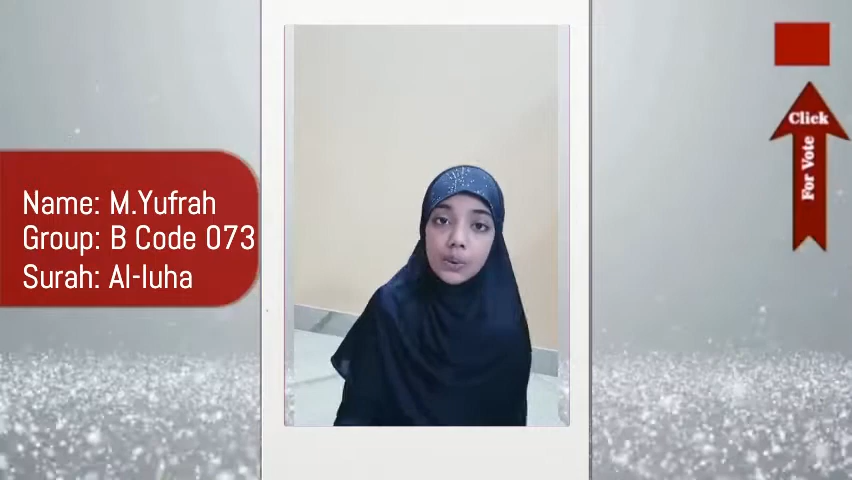 Name: M.Yufrah
Group: B Code 073
Surah: Al-luha
Click
For Vote